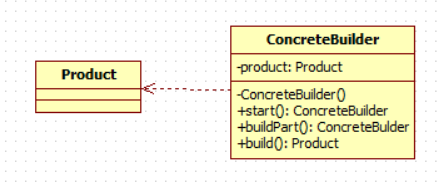 Product
ConcreteBuilder
-product: Product
-ConcreteBuilder()
+start(): ConcreteBuilder
+buildPart(): ConcreteBulder
+build(): Product